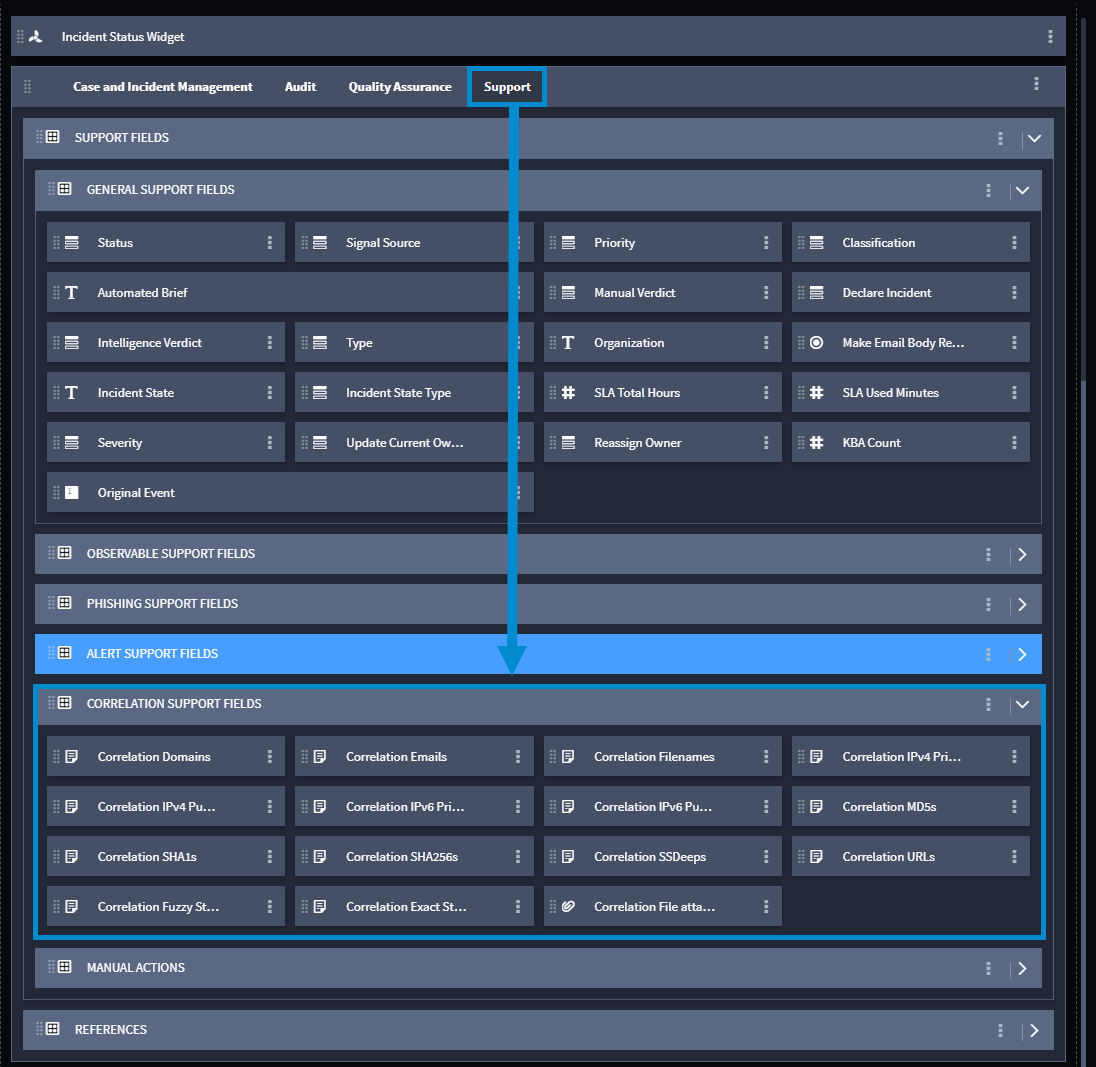 Incident Status Widget
Case and Incident Management Audit Quality Assurance Support
SUPPORT FIELDS
GENERAL SUPPORT FIELDS
Status Signal Source Priority Classification
Automated Brief Manual Verdict Declare Incident
Intelligence Verdict Type Organization Make Email Body Re...
Incident State Incident State Type SLA Total Hours SLA Used Minutes
Severity Update Current Ow... Reassign Owner KBA Count
Original Event
OBSERVABLE SUPPORT FIELDS
PHISHING SUPPORT FIELDS
ALERT SUPPORT FIELDS
CORRELATION SUPPORT FIELDS
Correlation Domains Correlation Emails Correlation Filenames Correlation IPv4 Pri...
Correlation IPv4 Pu... Correlation IPv6 Pri... Correlation IPv6 Pu... Correlation MD5s
Correlation SHA1s Correlation SHA256s Correlation SSDeeps Correlation URLs
Correlation Fuzzy St... Correlation Exact St... Correlation File atta...
MANUAL ACTIONS
REFERENCES